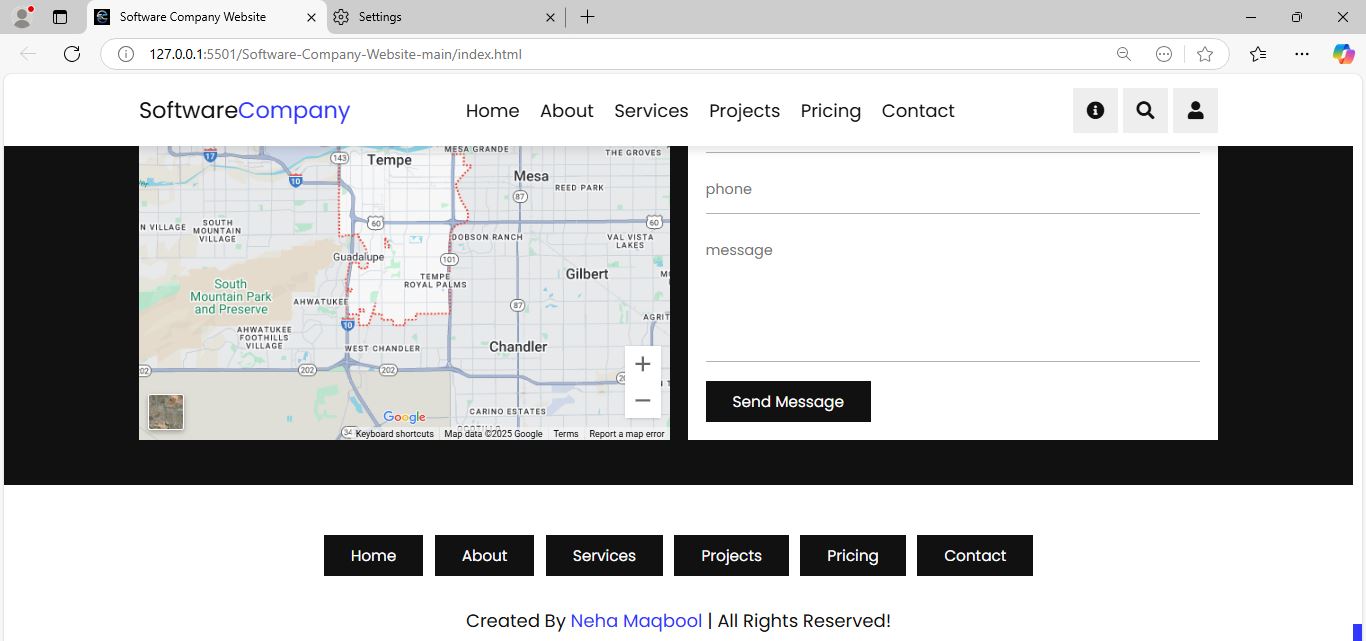 Software Company Website
Settings
127.0.0.1:5501/Software-Company-Website-main/index.html
SoftwareCompany
Home About Services Projects Pricing Contact
17
143
Tempe
MESA GRANDE
THE GROVES
10
Mesa
REED PARK
87
N VILLAGE
SOUTH
MOUNTAIN
VILLAGE
60
60
DOBSON RANCH
VAL VISTA
LAKES
Guadalupe
101
TEMPE
ROYAL PALMS
Gilbert
South
Mountain Park
and Preserve
AHWATUKEE
87
AHWATUKEE
FOOTHILLS
VILLAGE
10
AGRIT
WEST CHANDLER
Chandler
202
202
202
CARINO ESTATES
Google
Keyboard shortcuts Map data ©2025 Google Terms Report a map error
phone
message
Send Message
Home About Services Projects Pricing Contact
Created By Neha Maqbool | All Rights Reserved!